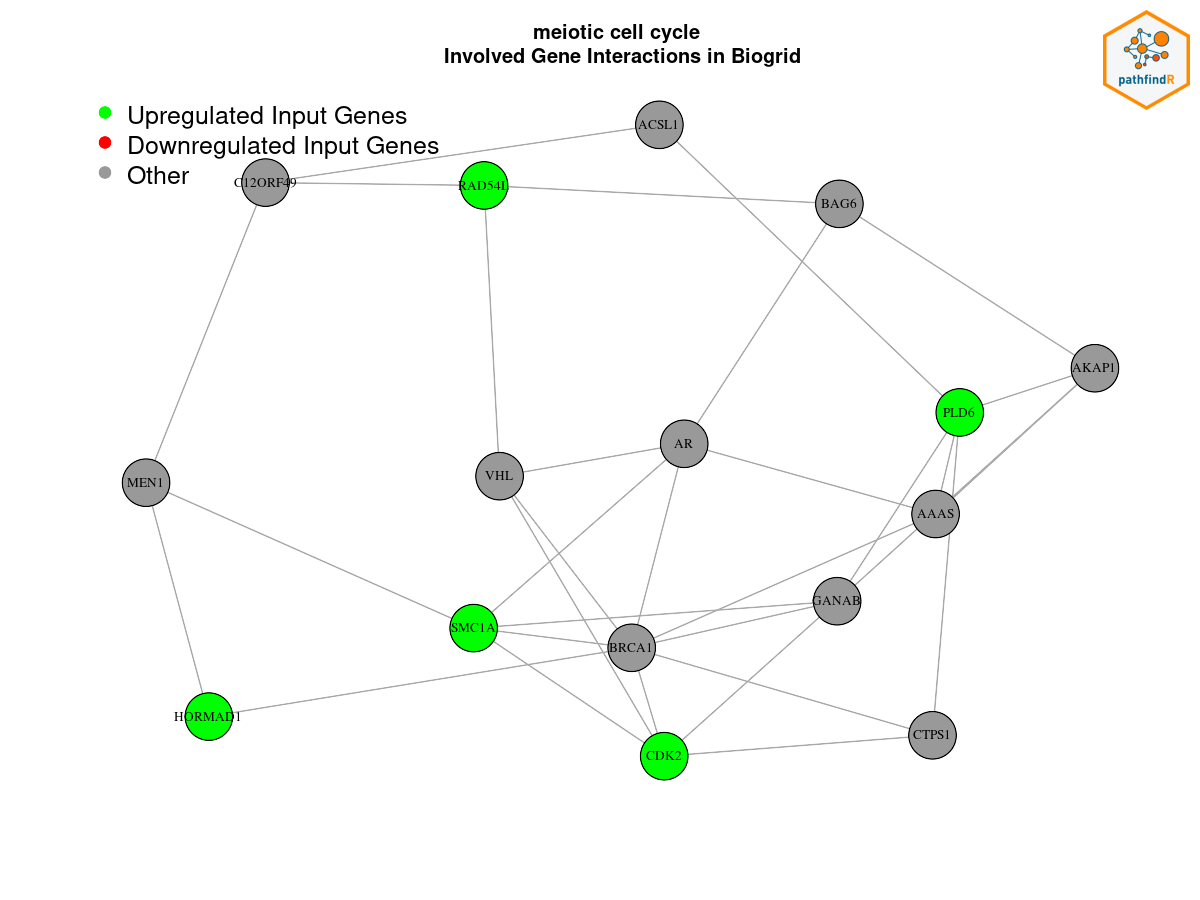 meiotic cell cycle
Involved Gene Interactions in Biogrid
pathfindR
Upregulated Input Genes
Downregulated Input Genes
Other
ACSL1
C12ORF49
RAD54L
BAG6
AKAP1
PLD6
AR
VHL
MEN1
AAAS
GANAB
SMC1A
BRCA1
HORMAD1
CTPS1
CDK2